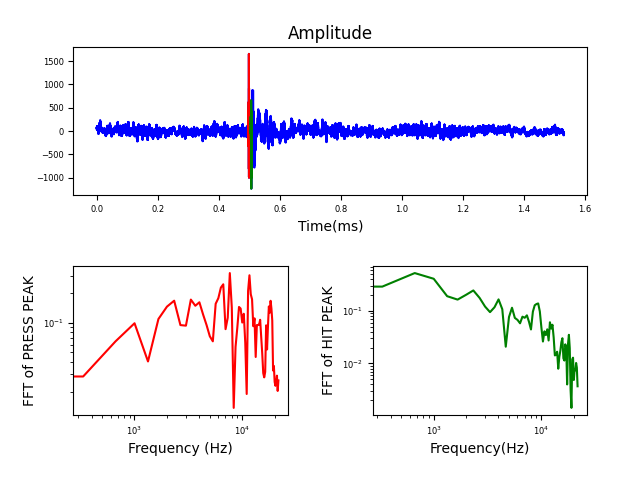 Amplitude
1500
1000
500
0
−500
−1000
0.0 0.2 0.4 0.6 0.8 1.0 1.2 1.4 1.6
Time(ms)
FFT of PRESS PEAK
10⁻¹
10³ 10⁴
Frequency (Hz)
FFT of HIT PEAK
10⁻¹
10⁻²
10³ 10⁴
Frequency(Hz)